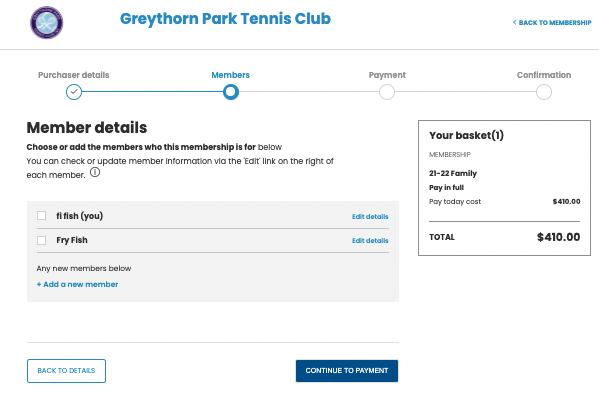 Greythorn Park Tennis Club
< BACK TO MEMBERSHIP
Purchaser details
Members
Payment
Confirmation
Member details
Choose or add the members who this membership is for below
You can check or update member information via the 'Edit' link on the right of
each member.
fi fish (you)
Edit details
Fry Fish
Edit details
Any new members below
+ Add a new member
BACK TO DETAILS
CONTINUE TO PAYMENT
Your basket(1)
MEMBERSHIP
21-22 Family
Pay in full
Pay today cost $410.00
TOTAL $410.00